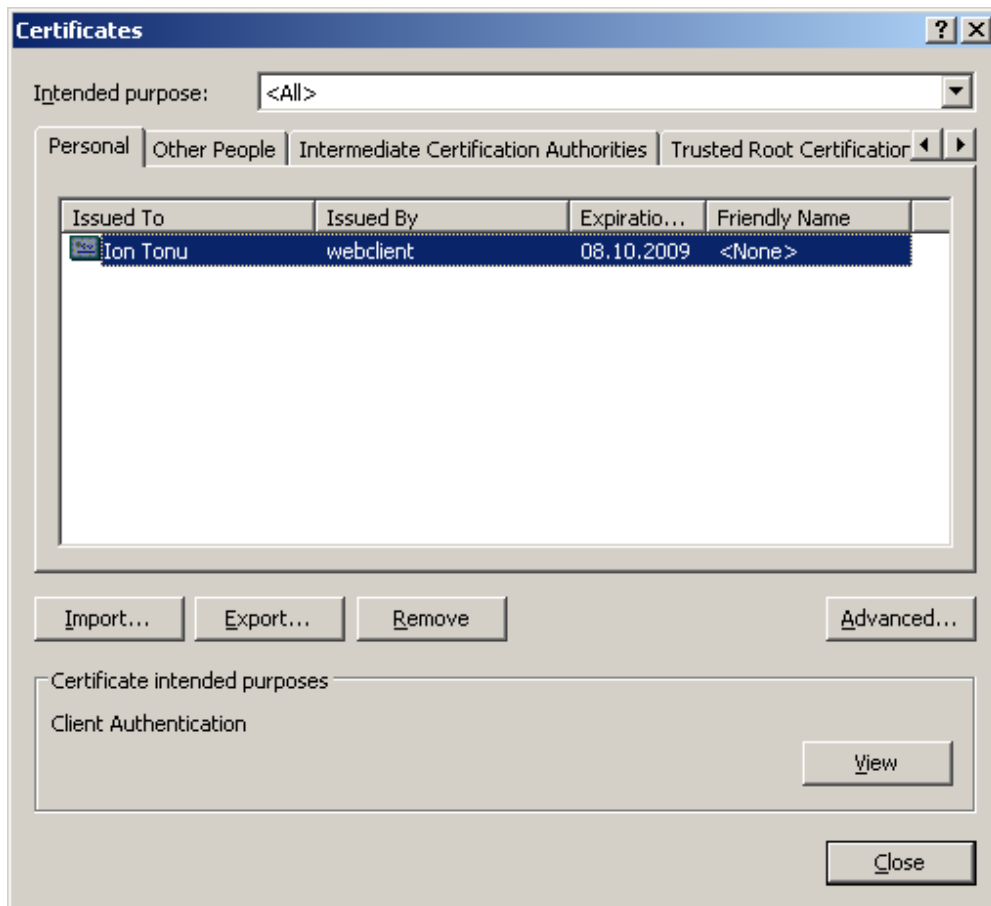 Certificates
Intended purpose: <All>
Personal Other People Intermediate Certification Authorities Trusted Root Certification
Issued To Issued By Expiratio... Friendly Name
Ion Tonu webclient 08.10.2009 <None>
Import... Export... Remove Advanced...
Certificate intended purposes
Client Authentication
View
Close